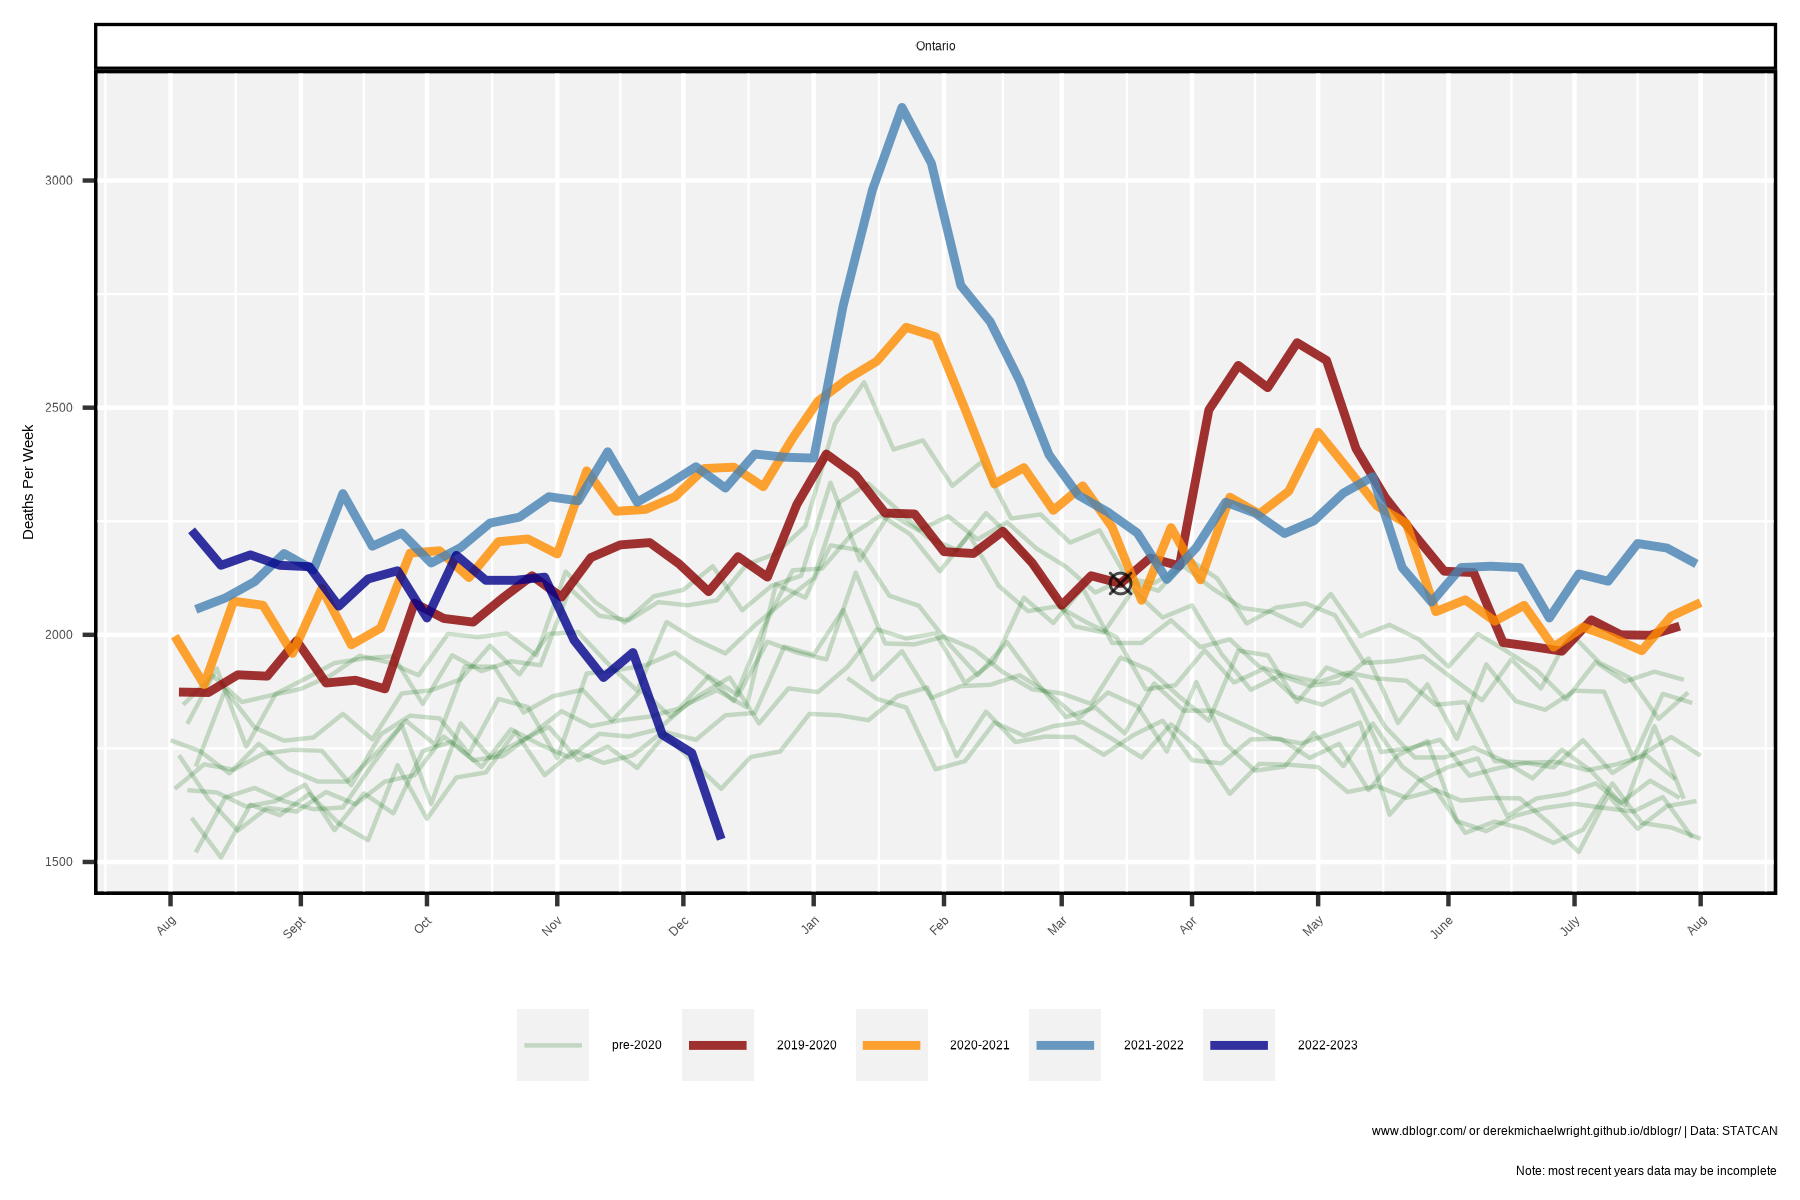 Ontario
Deaths Per Week
3000
2500
2000
1500
Aug
Sept
Oct
Nov
Dec
Jan
Feb
Mar
Apr
May
June
July
Aug
pre-2020
2019-2020
2020-2021
2021-2022
2022-2023
www.dblogr.com/ or derekmichaelwright.github.io/dblogr/ | Data: STATCAN
Note: most recent years data may be incomplete